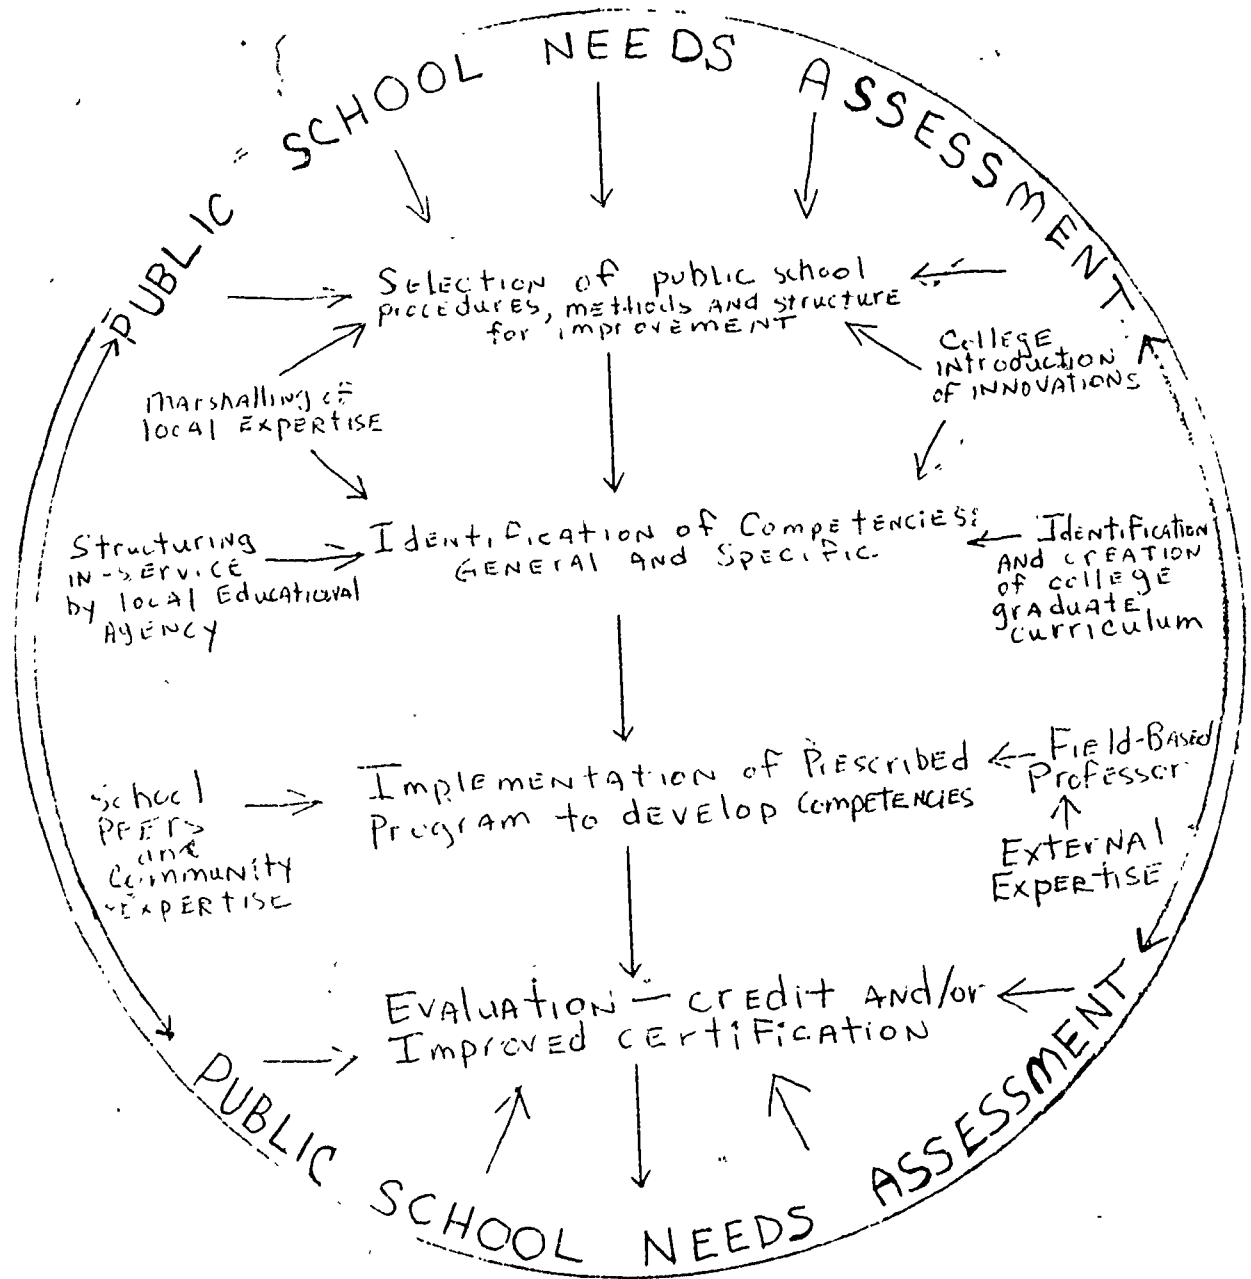 PUBLIC SCHOOL NEEDS ASSESSMENT
Selection of public school
procedures, methods AND structure
for improvement
College
introduction
of INNOVATIONS
Marshalling of
local Expertise
Identification of Competencies:
GENERAL AND Specific.
Structuring
IN-SERVICE
by local Educational
AGENCY
Identification
AND CREATION
of college
graduate
curriculum
Implementation of Prescribed
Program to develop competencies
Field-Based
Professor
School
PEERS
and
Community
EXPERTISE
EXTERNAL
EXPERTISE
Evaluation - credit AND/or
Improved certification
PUBLIC SCHOOL NEEDS ASSESSMENT